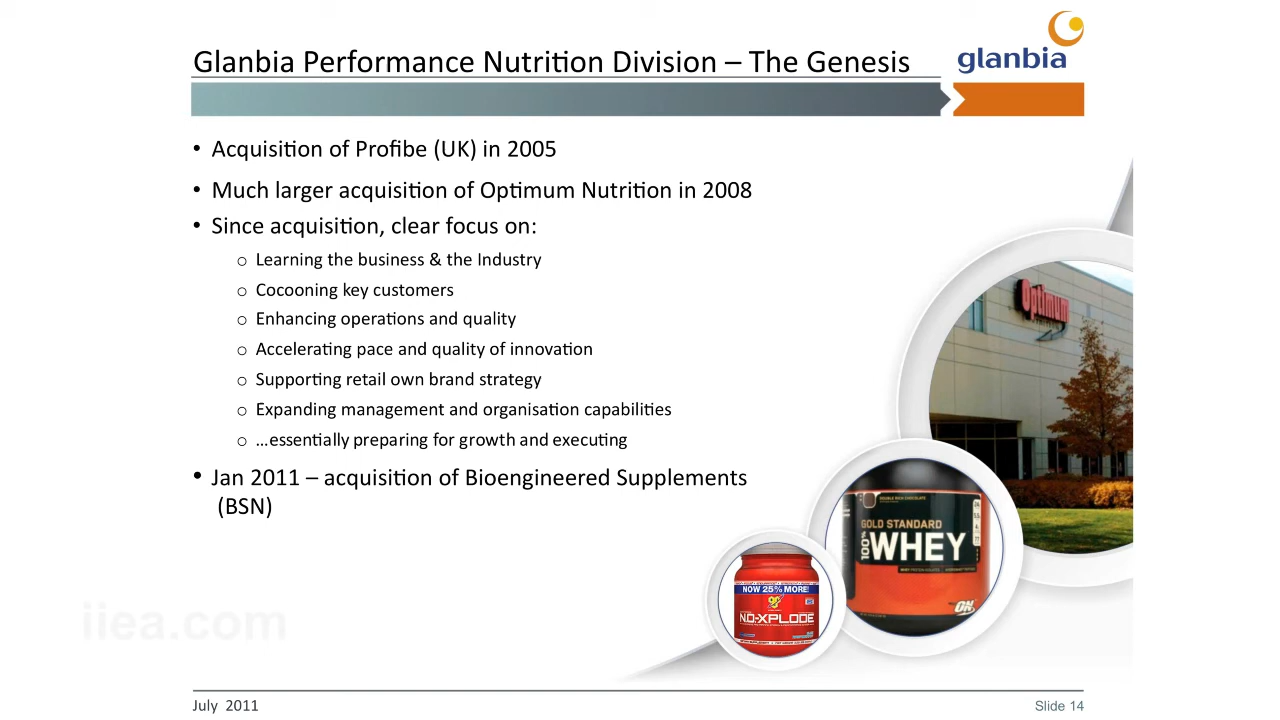 Glanbia Performance Nutrition Division – The Genesis
glanbia
• Acquisition of Profibe (UK) in 2005
• Much larger acquisition of Optimum Nutrition in 2008
• Since acquisition, clear focus on:
o Learning the business & the Industry
o Cocooning key customers
o Enhancing operations and quality
o Accelerating pace and quality of innovation
o Supporting retail own brand strategy
o Expanding management and organisation capabilities
o …essentially preparing for growth and executing
• Jan 2011 – acquisition of Bioengineered Supplements
(BSN)
Optimum
DOUBLE RICH CHOCOLATE
GOLD STANDARD
100% WHEY
ON
NOW 25% MORE!
N.O.-XPLODE
iiea.com
July 2011
Slide 14